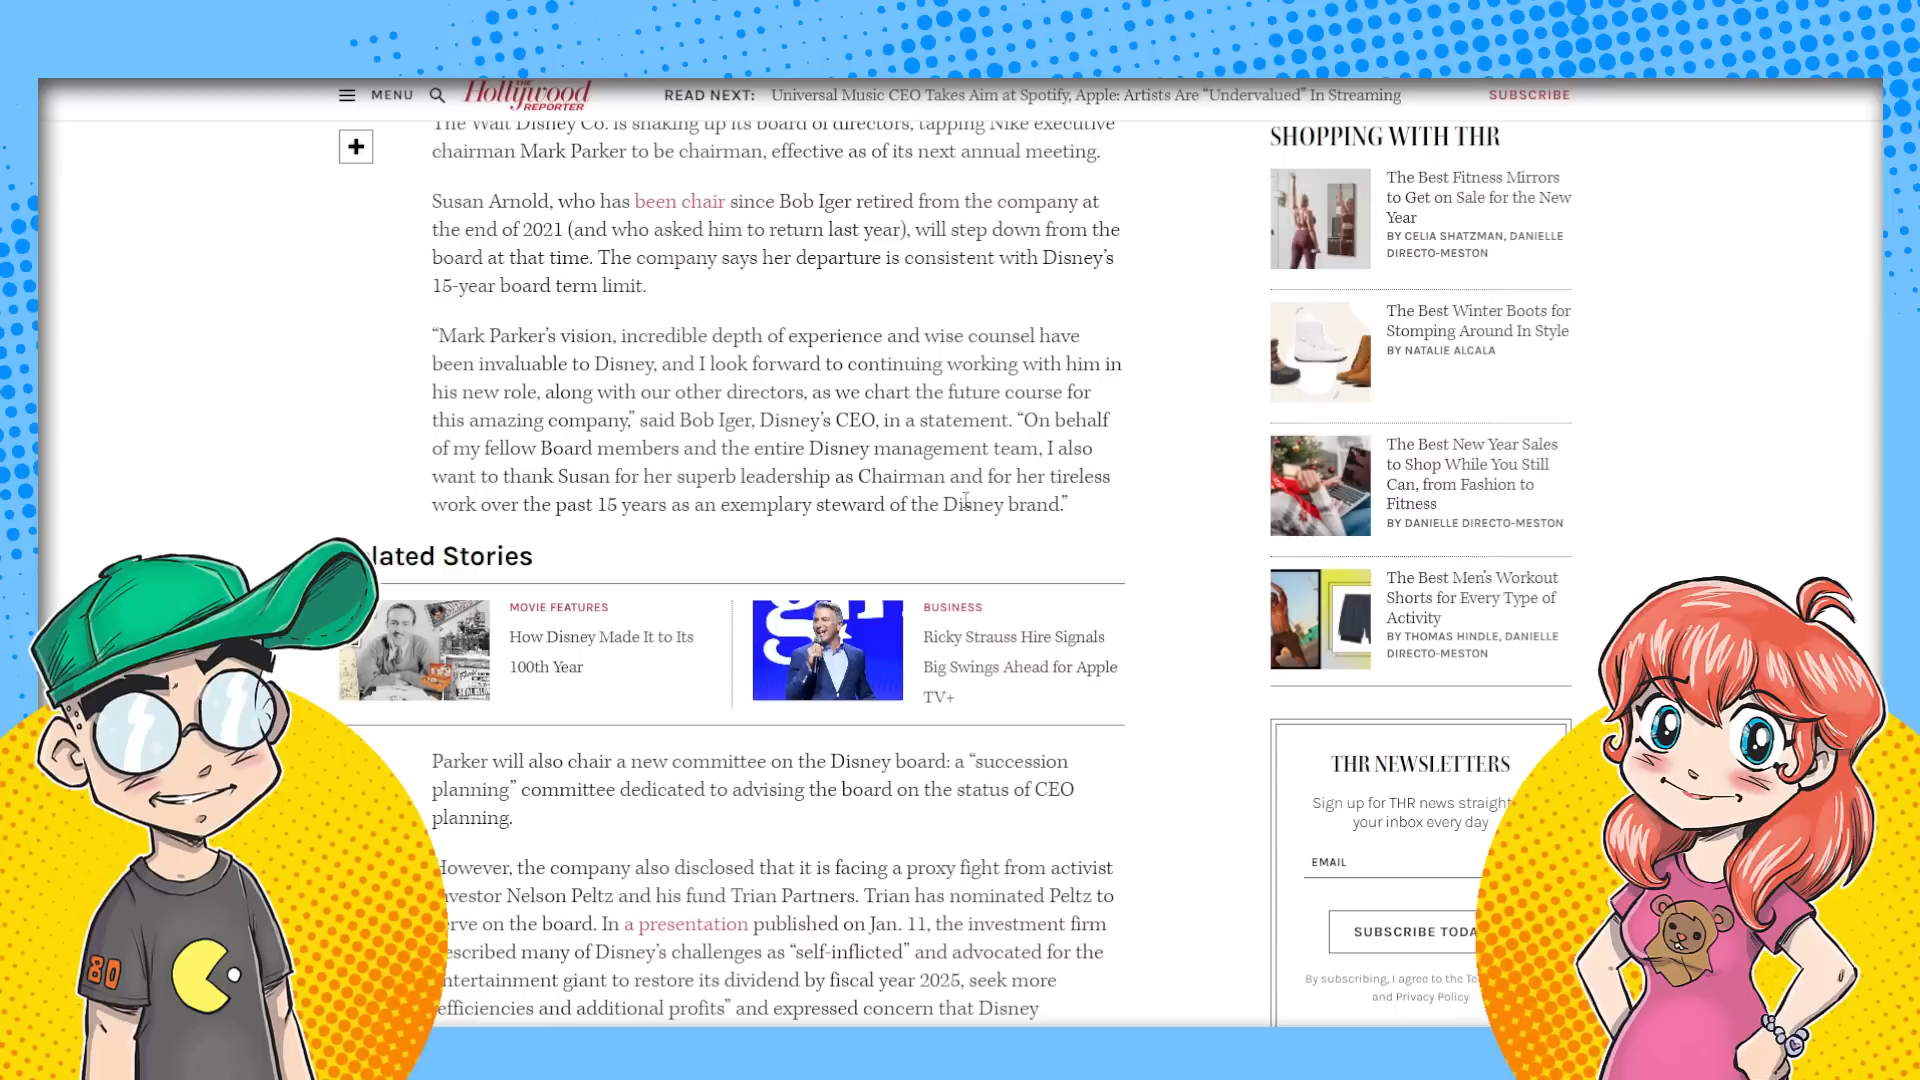 MENU
THE
Hollywood
REPORTER
READ NEXT: Universal Music CEO Takes Aim at Spotify, Apple: Artists Are “Undervalued” In Streaming
SUBSCRIBE
The Walt Disney Co. is shaking up its board of directors, tapping Nike executive
chairman Mark Parker to be chairman, effective as of its next annual meeting.
Susan Arnold, who has been chair since Bob Iger retired from the company at
the end of 2021 (and who asked him to return last year), will step down from the
board at that time. The company says her departure is consistent with Disney’s
15-year board term limit.
“Mark Parker’s vision, incredible depth of experience and wise counsel have
been invaluable to Disney, and I look forward to continuing working with him in
his new role, along with our other directors, as we chart the future course for
this amazing company,” said Bob Iger, Disney’s CEO, in a statement. “On behalf
of my fellow Board members and the entire Disney management team, I also
want to thank Susan for her superb leadership as Chairman and for her tireless
work over the past 15 years as an exemplary steward of the Disney brand.”
lated Stories
MOVIE FEATURES
How Disney Made It to Its
100th Year
BUSINESS
Ricky Strauss Hire Signals
Big Swings Ahead for Apple
TV+
Parker will also chair a new committee on the Disney board: a “succession
planning” committee dedicated to advising the board on the status of CEO
planning.
However, the company also disclosed that it is facing a proxy fight from activist
nvestor Nelson Peltz and his fund Trian Partners. Trian has nominated Peltz to
erve on the board. In a presentation published on Jan. 11, the investment firm
escribed many of Disney’s challenges as “self-inflicted” and advocated for the
ntertainment giant to restore its dividend by fiscal year 2025, seek more
efficiencies and additional profits” and expressed concern that Disney
SHOPPING WITH THR
The Best Fitness Mirrors
to Get on Sale for the New
Year
BY CELIA SHATZMAN, DANIELLE
DIRECTO-MESTON
The Best Winter Boots for
Stomping Around In Style
BY NATALIE ALCALA
The Best New Year Sales
to Shop While You Still
Can, from Fashion to
Fitness
BY DANIELLE DIRECTO-MESTON
The Best Men’s Workout
Shorts for Every Type of
Activity
BY THOMAS HINDLE, DANIELLE
DIRECTO-MESTON
THR NEWSLETTERS
Sign up for THR news straight
your inbox every day
EMAIL
SUBSCRIBE TODA
By subscribing, I agree to the Te
and Privacy Policy
80